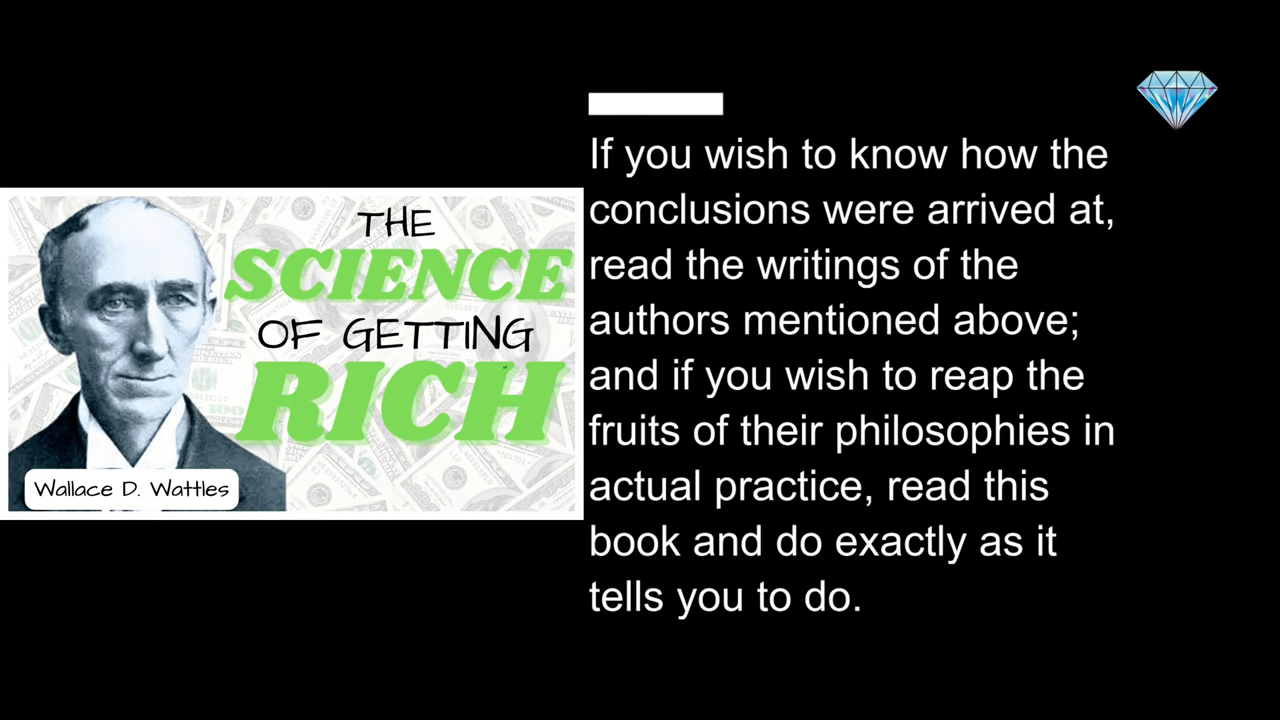 THE
SCIENCE
OF GETTING
RICH
Wallace D. Wattles
If you wish to know how the
conclusions were arrived at,
read the writings of the
authors mentioned above;
and if you wish to reap the
fruits of their philosophies in
actual practice, read this
book and do exactly as it
tells you to do.